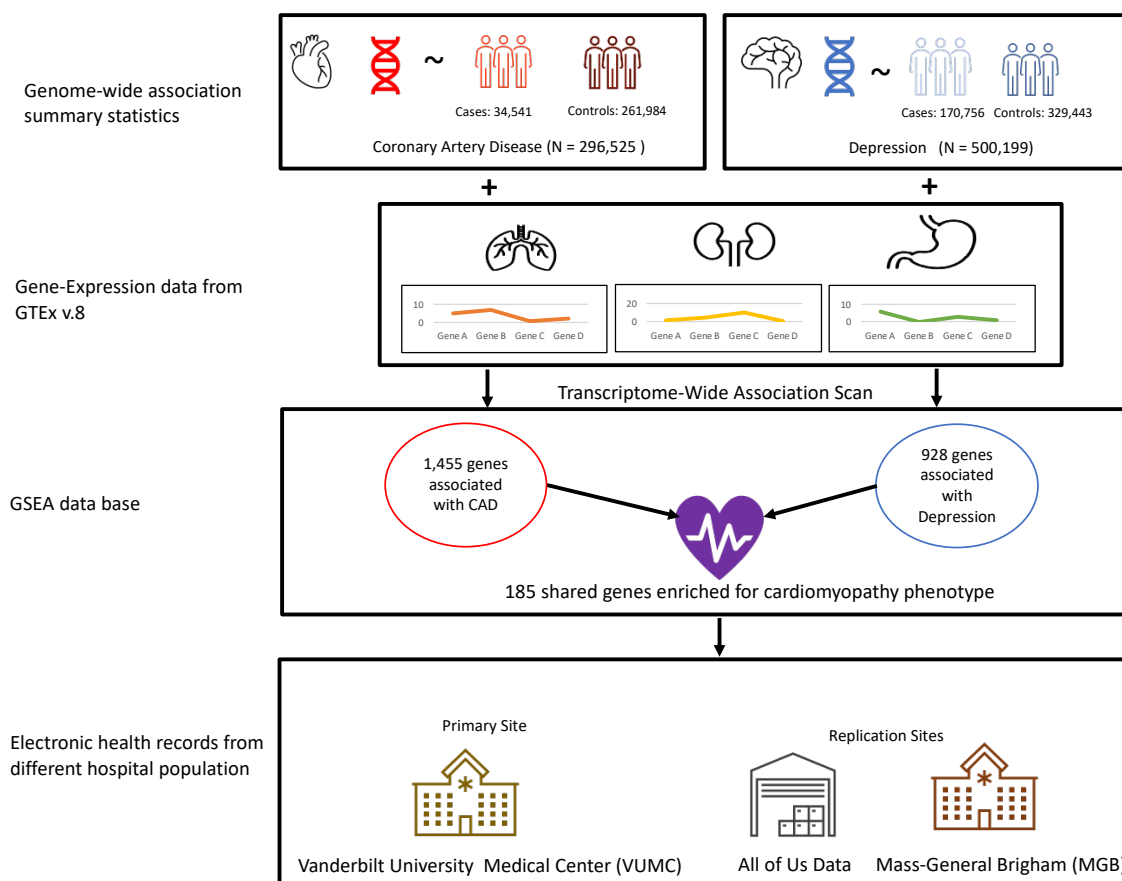 Genome-wide association
summary statistics
~
Cases: 34,541
Controls: 261,984
Coronary Artery Disease (N = 296,525 )
~
Cases: 170,756
Controls: 329,443
Depression (N = 500,199)
+
+
Gene-Expression data from
GTEx v.8
10
0
Gene A
Gene B
Gene C
Gene D
20
0
Gene A
Gene B
Gene C
Gene D
10
0
Gene A
Gene B
Gene C
Gene D
Transcriptome-Wide Association Scan
GSEA data base
1,455 genes
associated
with CAD
928 genes
associated
with
Depression
185 shared genes enriched for cardiomyopathy phenotype
Electronic health records from
different hospital population
Primary Site
Vanderbilt University Medical Center (VUMC)
Replication Sites
All of Us Data
Mass-General Brigham (MGB)